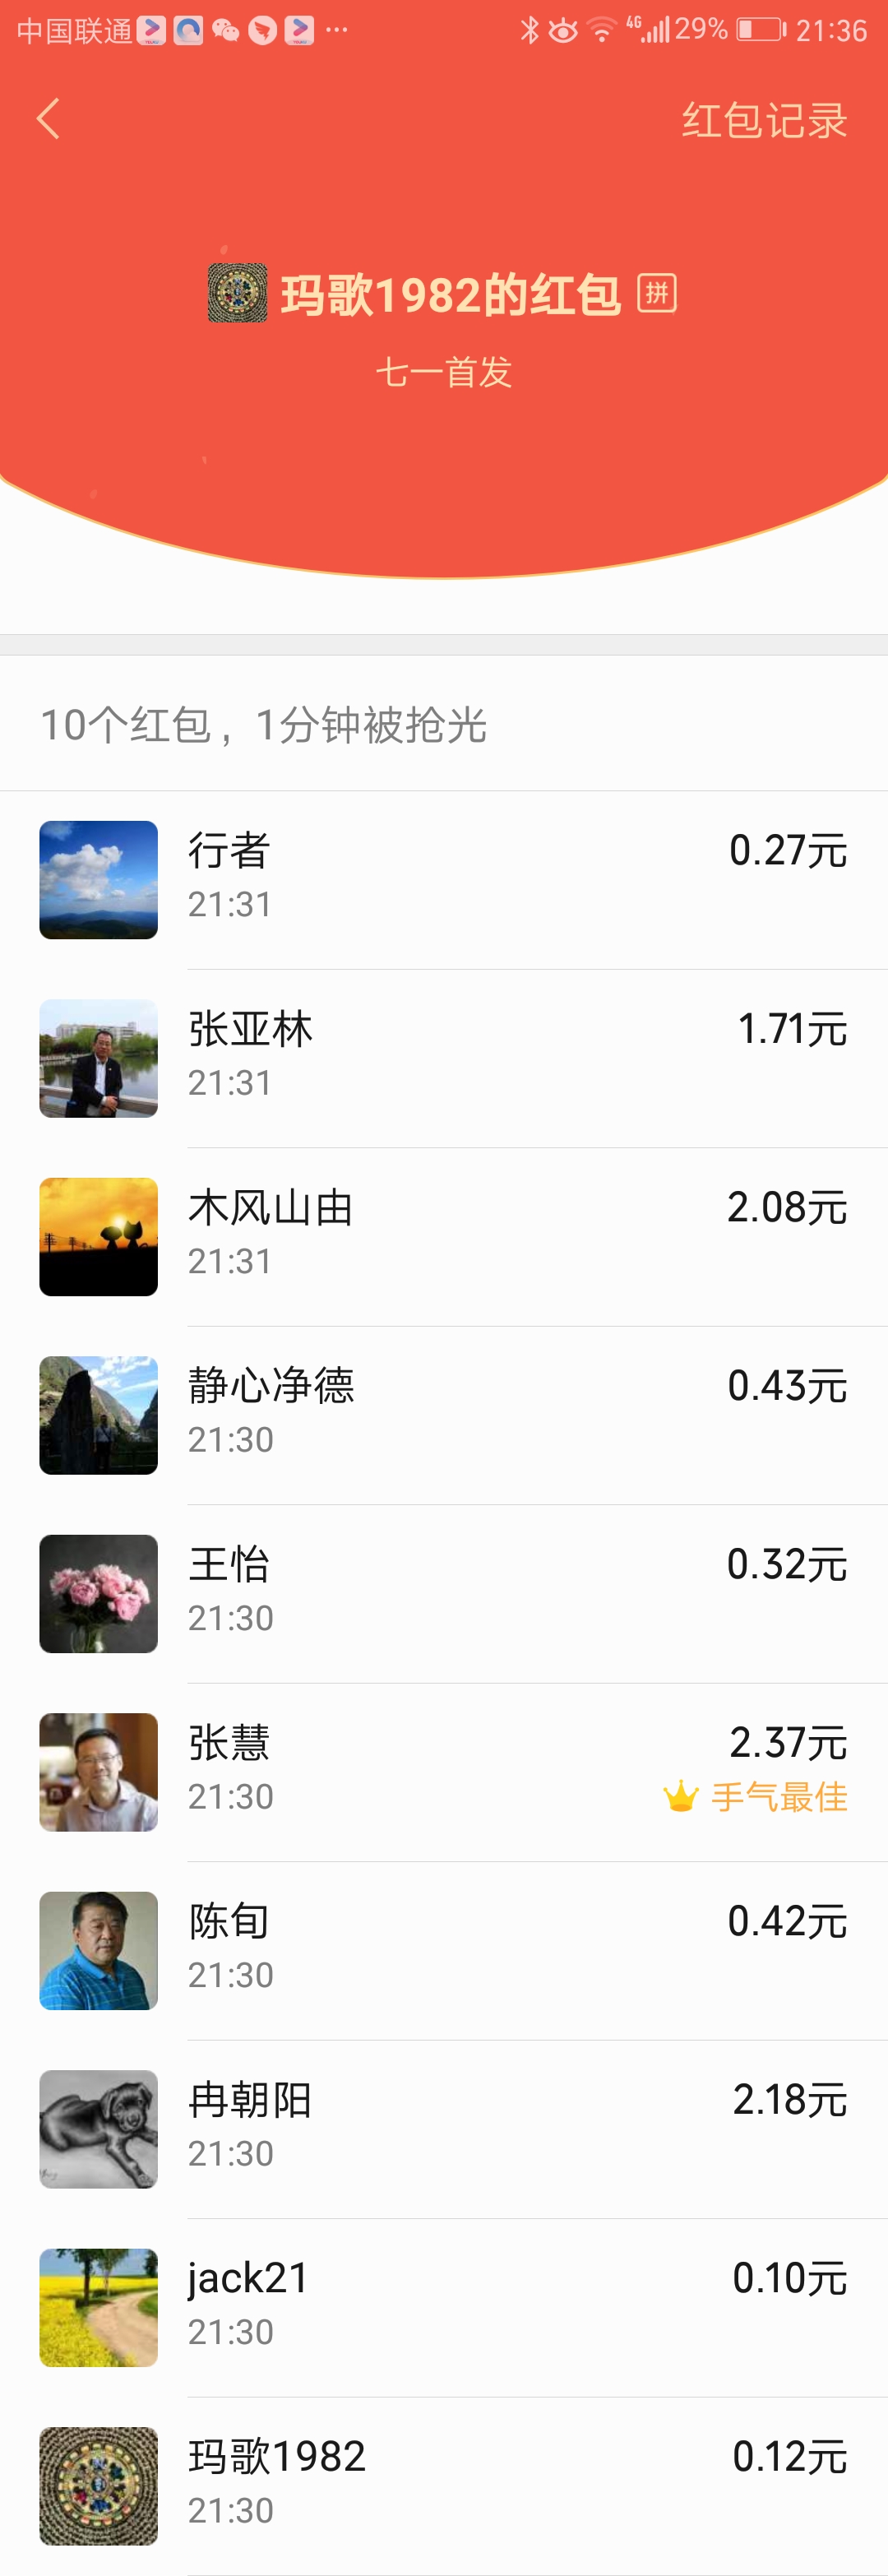 中国联通 4G 29% 21:36
红包记录
玛歌1982的红包 拼
七一首发
10个红包，1分钟被抢光
行者 0.27元
21:31
张亚林 1.71元
21:31
木风山由 2.08元
21:31
静心净德 0.43元
21:30
王怡 0.32元
21:30
张慧 2.37元
21:30 手气最佳
陈旬 0.42元
21:30
冉朝阳 2.18元
21:30
jack21 0.10元
21:30
玛歌1982 0.12元
21:30